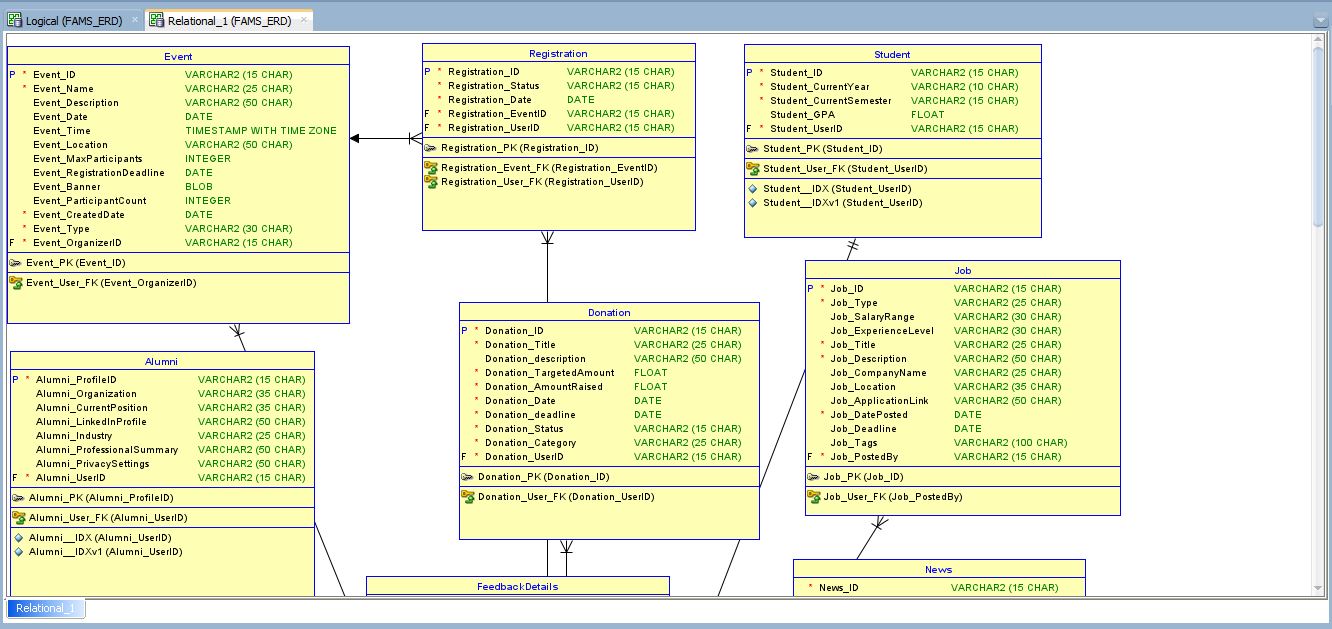 Logical (FAMS_ERD)
Relational_1 (FAMS_ERD)
Event
P * Event_ID VARCHAR2 (15 CHAR)
* Event_Name VARCHAR2 (25 CHAR)
Event_Description VARCHAR2 (50 CHAR)
Event_Date DATE
Event_Time TIMESTAMP WITH TIME ZONE
Event_Location VARCHAR2 (50 CHAR)
Event_MaxParticipants INTEGER
Event_RegistrationDeadline DATE
Event_Banner BLOB
Event_ParticipantCount INTEGER
* Event_CreatedDate DATE
* Event_Type VARCHAR2 (30 CHAR)
F * Event_OrganizerID VARCHAR2 (15 CHAR)
Event_PK (Event_ID)
Event_User_FK (Event_OrganizerID)
Registration
P * Registration_ID VARCHAR2 (15 CHAR)
* Registration_Status VARCHAR2 (15 CHAR)
* Registration_Date DATE
F * Registration_EventID VARCHAR2 (15 CHAR)
F * Registration_UserID VARCHAR2 (15 CHAR)
Registration_PK (Registration_ID)
Registration_Event_FK (Registration_EventID)
Registration_User_FK (Registration_UserID)
Student
P * Student_ID VARCHAR2 (15 CHAR)
* Student_CurrentYear VARCHAR2 (10 CHAR)
* Student_CurrentSemester VARCHAR2 (15 CHAR)
Student_GPA FLOAT
F * Student_UserID VARCHAR2 (15 CHAR)
Student_PK (Student_ID)
Student_User_FK (Student_UserID)
Student__IDX (Student_UserID)
Student__IDXv1 (Student_UserID)
Alumni
P * Alumni_ProfileID VARCHAR2 (15 CHAR)
Alumni_Organization VARCHAR2 (35 CHAR)
Alumni_CurrentPosition VARCHAR2 (35 CHAR)
Alumni_LinkedInProfile VARCHAR2 (50 CHAR)
Alumni_Industry VARCHAR2 (25 CHAR)
Alumni_ProfessionalSummary VARCHAR2 (50 CHAR)
Alumni_PrivacySettings VARCHAR2 (50 CHAR)
F * Alumni_UserID VARCHAR2 (15 CHAR)
Alumni_PK (Alumni_ProfileID)
Alumni_User_FK (Alumni_UserID)
Alumni__IDX (Alumni_UserID)
Alumni__IDXv1 (Alumni_UserID)
Donation
P * Donation_ID VARCHAR2 (15 CHAR)
* Donation_Title VARCHAR2 (25 CHAR)
Donation_description VARCHAR2 (50 CHAR)
* Donation_TargetedAmount FLOAT
* Donation_AmountRaised FLOAT
* Donation_Date DATE
* Donation_deadline DATE
* Donation_Status VARCHAR2 (15 CHAR)
* Donation_Category VARCHAR2 (25 CHAR)
F * Donation_UserID VARCHAR2 (15 CHAR)
Donation_PK (Donation_ID)
Donation_User_FK (Donation_UserID)
Job
P * Job_ID VARCHAR2 (15 CHAR)
* Job_Type VARCHAR2 (25 CHAR)
Job_SalaryRange VARCHAR2 (30 CHAR)
Job_ExperienceLevel VARCHAR2 (30 CHAR)
* Job_Title VARCHAR2 (25 CHAR)
* Job_Description VARCHAR2 (50 CHAR)
Job_CompanyName VARCHAR2 (25 CHAR)
Job_Location VARCHAR2 (35 CHAR)
Job_ApplicationLink VARCHAR2 (50 CHAR)
* Job_DatePosted DATE
Job_Deadline DATE
Job_Tags VARCHAR2 (100 CHAR)
F * Job_PostedBy VARCHAR2 (15 CHAR)
Job_PK (Job_ID)
Job_User_FK (Job_PostedBy)
FeedbackDetails
News
* News_ID VARCHAR2 (15 CHAR)
Relational_1